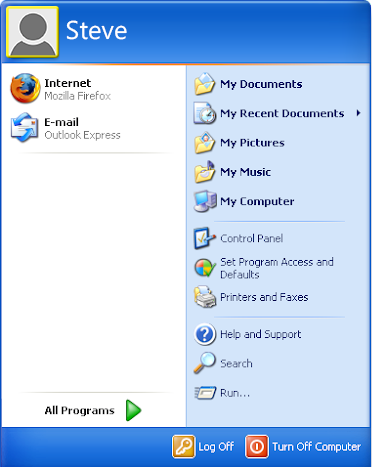 Steve
Internet
Mozilla Firefox
E-mail
Outlook Express
All Programs
My Documents
My Recent Documents
My Pictures
My Music
My Computer
Control Panel
Set Program Access and
Defaults
Printers and Faxes
Help and Support
Search
Run...
Log Off
Turn Off Computer